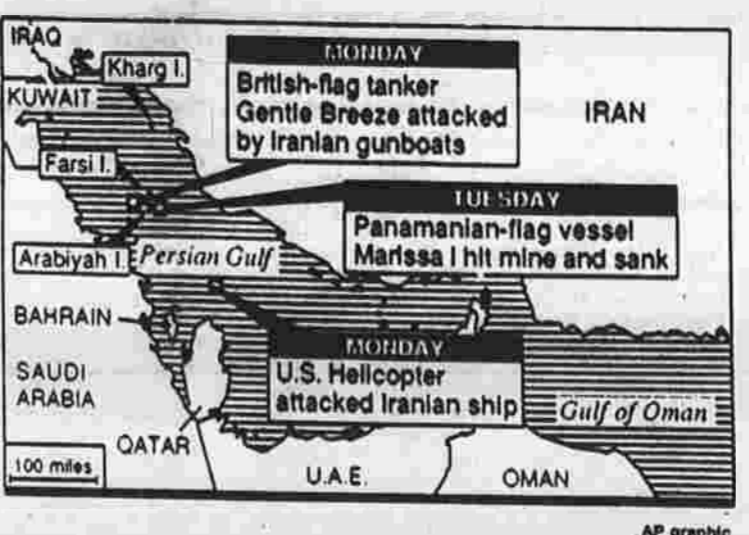 IRAQ
Kharg I.
KUWAIT
MONDAY
British-flag tanker
Gentle Breeze attacked
by Iranian gunboats
IRAN
Farsi I.
TUESDAY
Panamanian-flag vessel
Marissa I hit mine and sank
Arabiyah I.
Persian Gulf
BAHRAIN
MONDAY
U.S. Helicopter
attacked Iranian ship
SAUDI
ARABIA
Gulf of Oman
QATAR
100 miles
U.A.E.
OMAN
AP graphic